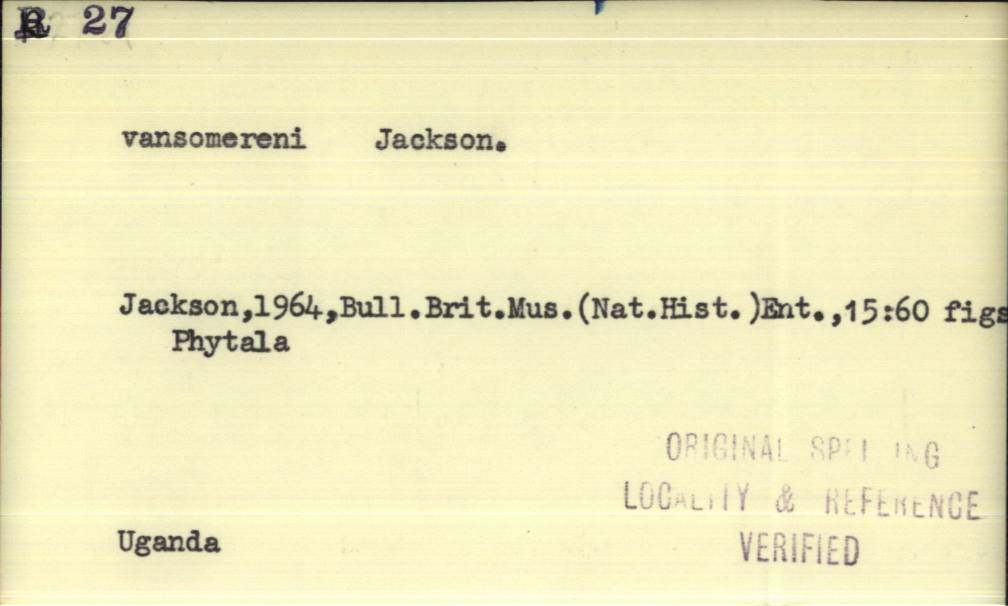 R 27
vansomereni Jackson.
Jackson,1964,Bull.Brit.Mus.(Nat.Hist.)Ent.,15:60 figs
Phytala
ORIGINAL SPELLING
LOCALITY & REFERENCE
Uganda
VERIFIED